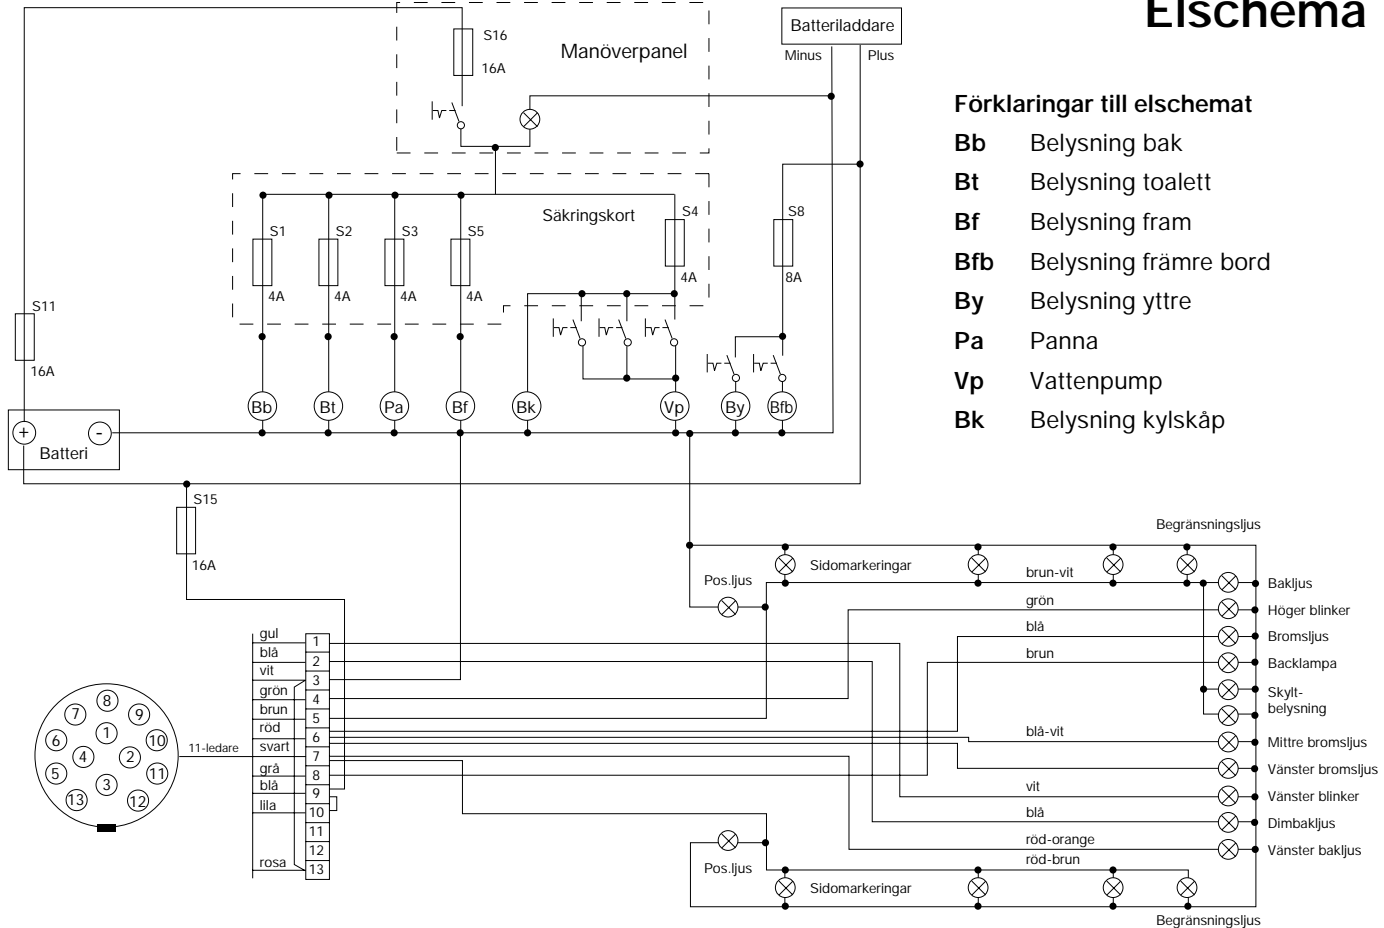 Elschema
Batteriladdare
Minus
Plus
S16
16A
Manöverpanel
Förklaringar till elschemat
Bb Belysning bak
Bt Belysning toalett
Bf Belysning fram
Bfb Belysning främre bord
By Belysning yttre
Pa Panna
Vp Vattenpump
Bk Belysning kylskåp
Säkringskort
S1
4A
S2
4A
S3
4A
S5
4A
S4
4A
S8
8A
S11
16A
Bb
Bt
Pa
Bf
Bk
Vp
By
Bfb
+
-
Batteri
S15
16A
Begränsningsljus
Sidomarkeringar
Pos.ljus
brun-vit
Bakljus
grön
Höger blinker
blå
Bromsljus
brun
Backlampa
Skylt-
belysning
blå-vit
Mittre bromsljus
Vänster bromsljus
vit
Vänster blinker
blå
Dimbakljus
röd-orange
Vänster bakljus
röd-brun
Pos.ljus
Sidomarkeringar
Begränsningsljus
gul 1
blå 2
vit 3
grön 4
brun 5
röd 6
svart 7
grå 8
blå 9
lila 10
11
12
rosa 13
11-ledare
8
7
9
1
6
10
4
2
5
11
3
13
12